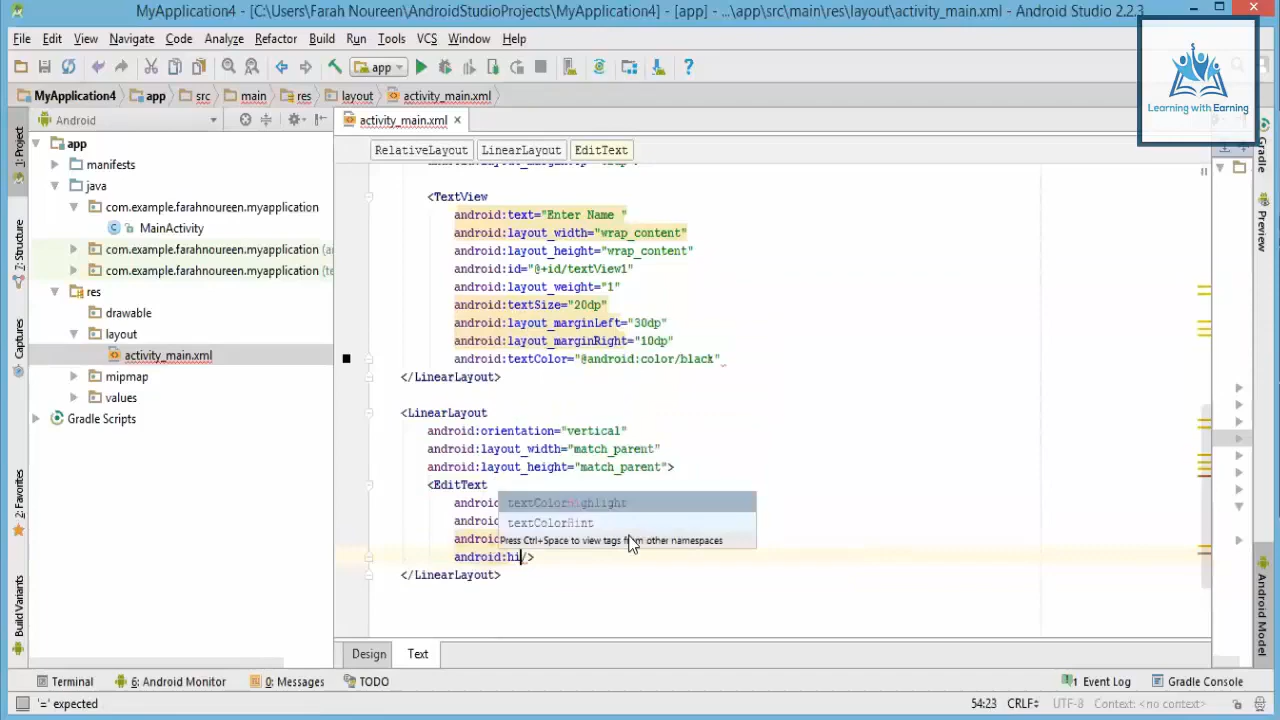 MyApplication4 - [C:\Users\Farah Noureen\AndroidStudioProjects\MyApplication4] - [app] - ...\app\src\main\res\layout\activity_main.xml - Android Studio 2.2.3
File Edit View Navigate Code Analyze Refactor Build Run Tools VCS Window Help
app
Learning with Earning
MyApplication4 app src main res layout activity_main.xml
Android
activity_main.xml
RelativeLayout LinearLayout EditText
1: Project
7: Structure
Captures
2: Favorites
Build Variants
app
manifests
java
com.example.farahnoureen.myapplication
MainActivity
com.example.farahnoureen.myapplication
com.example.farahnoureen.myapplication
res
drawable
layout
activity_main.xml
mipmap
values
Gradle Scripts
<TextView
android:text="Enter Name "
android:layout_width="wrap_content"
android:layout_height="wrap_content"
android:id="@+id/textView1"
android:layout_weight="1"
android:textSize="20dp"
android:layout_marginLeft="30dp"
android:layout_marginRight="10dp"
android:textColor="@android:color/black"
</LinearLayout>
<LinearLayout
android:orientation="vertical"
android:layout_width="match_parent"
android:layout_height="match_parent">
<EditText
android
android
android
textColorHighlight
textColorHint
Press Ctrl+Space to view tags from other namespaces
android:hi/>
</LinearLayout>
Gradle
Preview
Android Model
Design Text
Terminal 6: Android Monitor 0: Messages TODO Event Log Gradle Console
1
'=' expected
54:23 CRLF UTF-8 Context: <no context>